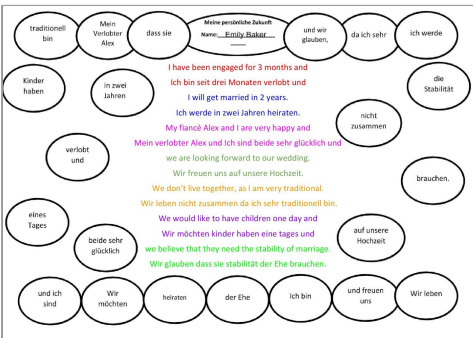 traditionell
bin
Mein
Verlobter
Alex
dass sie
Meine persönliche Zukunft
Name: Emily Baker
und wir
glauben,
da ich sehr
ich werde
Kinder
haben
in zwei
Jahren
die
Stabilität
nicht
zusammen
verlobt
und
brauchen.
eines
Tages
beide sehr
glücklich
auf unsere
Hochzeit
I have been engaged for 3 months and
Ich bin seit drei Monaten verlobt und
I will get married in 2 years.
Ich werde in zwei Jahren heiraten.
My fiancé Alex and I are very happy and
Mein verlobter Alex und Ich sind beide sehr glücklich und
we are looking forward to our wedding.
Wir freuen uns auf unsere Hochzeit.
We don't live together, as I am very traditional.
Wir leben nicht zusammen da ich sehr traditionell bin.
We would like to have children one day and
Wir möchten kinder haben eine tages und
we believe that they need the stability of marriage.
Wir glauben dass sie stabilität der Ehe brauchen.
und ich
sind
Wir
möchten
heiraten
der Ehe
Ich bin
und freuen
uns
Wir leben